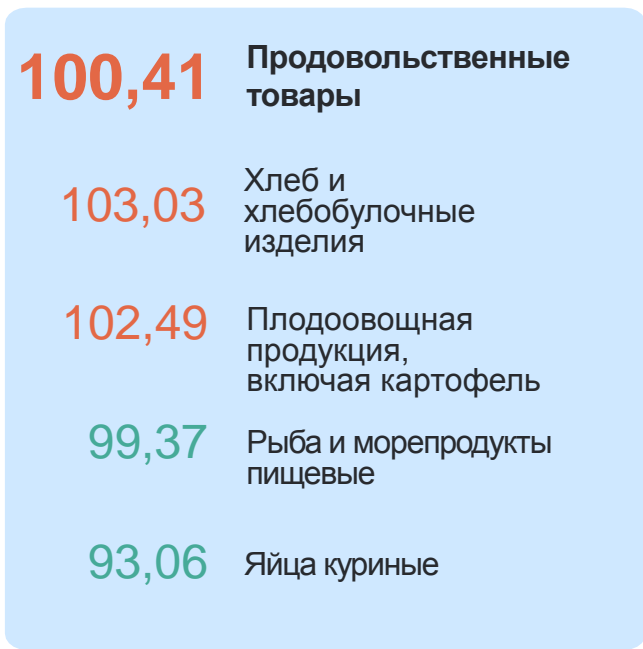 100,41 Продовольственные
товары
103,03 Хлеб и
хлебобулочные
изделия
102,49 Плодоовощная
продукция,
включая картофель
99,37 Рыба и морепродукты
пищевые
93,06 Яйца куриные